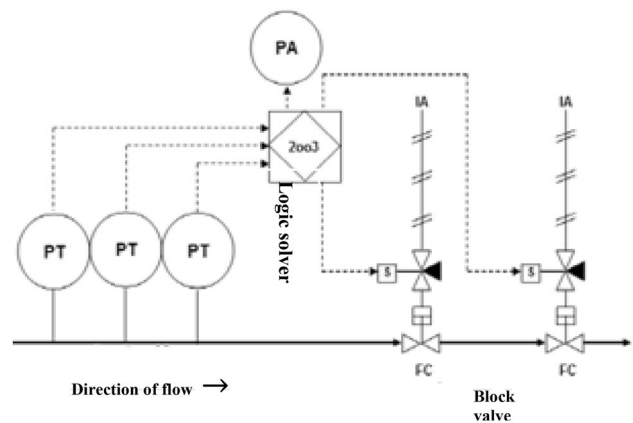 PA
IA
IA
2oo3
Logic solver
PT
PT
PT
S
S
FC
FC
Direction of flow →
Block
valve